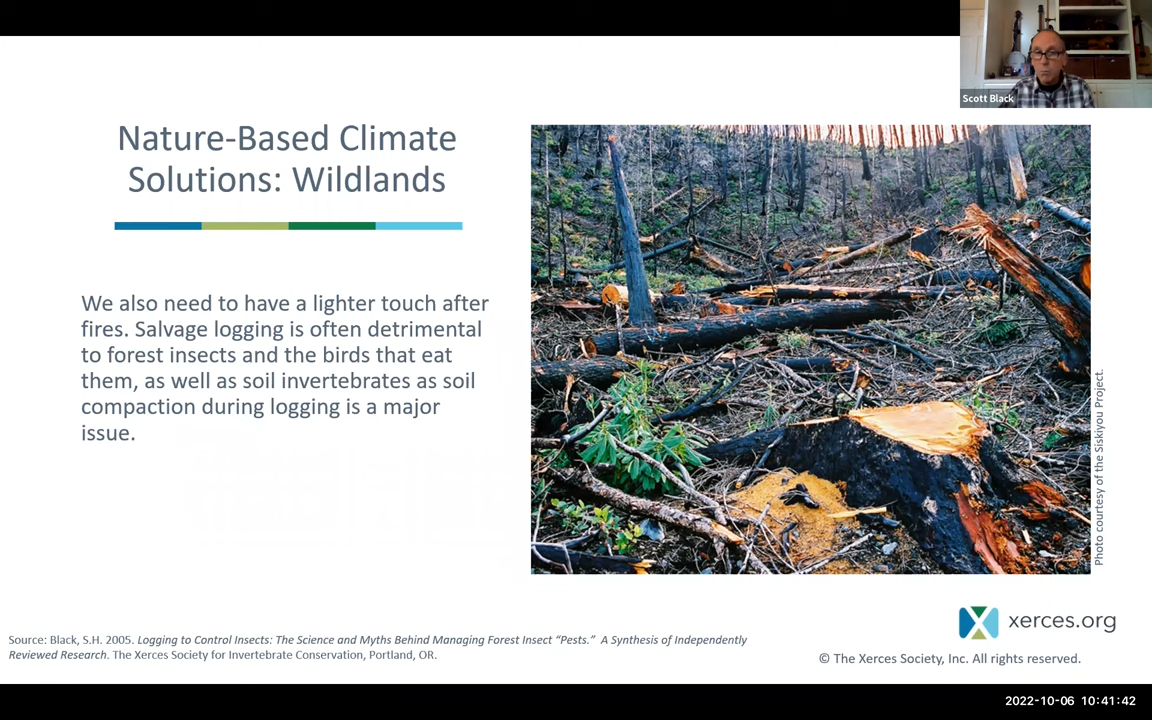 Scott Black
Nature-Based Climate
Solutions: Wildlands
We also need to have a lighter touch after
fires. Salvage logging is often detrimental
to forest insects and the birds that eat
them, as well as soil invertebrates as soil
compaction during logging is a major
issue.
Photo courtesy of the Siskiyou Project.
Source: Black, S.H. 2005. Logging to Control Insects: The Science and Myths Behind Managing Forest Insect “Pests.” A Synthesis of Independently
Reviewed Research. The Xerces Society for Invertebrate Conservation, Portland, OR.
xerces.org
© The Xerces Society, Inc. All rights reserved.
2022-10-06 10:41:42